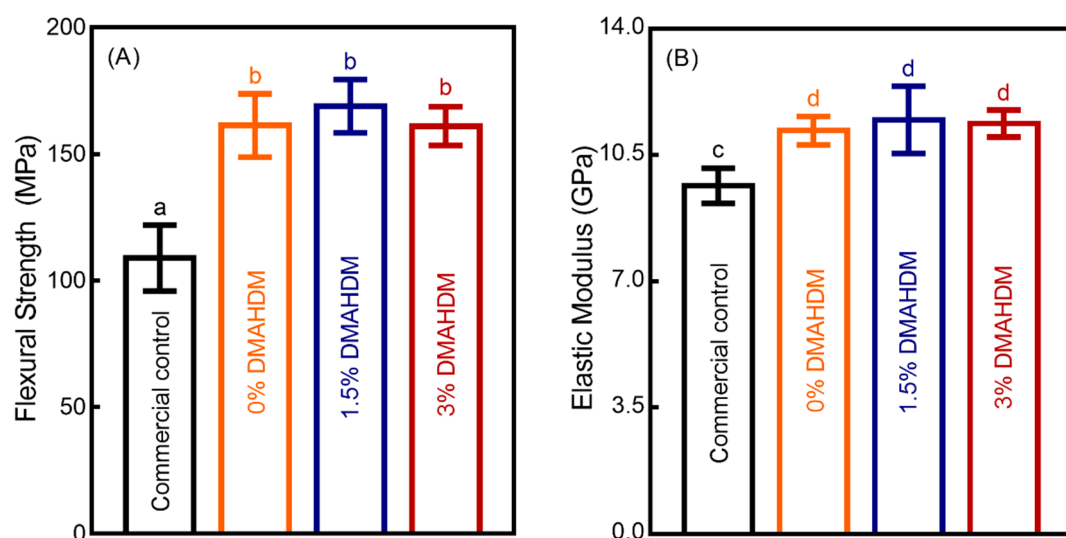 (A)
Flexural Strength (MPa)
200
150
100
50
0
a
b
b
b
Commercial control
0% DMAHDM
1.5% DMAHDM
3% DMAHDM
(B)
Elastic Modulus (GPa)
14.0
10.5
7.0
3.5
0.0
c
d
d
d
Commercial control
0% DMAHDM
1.5% DMAHDM
3% DMAHDM